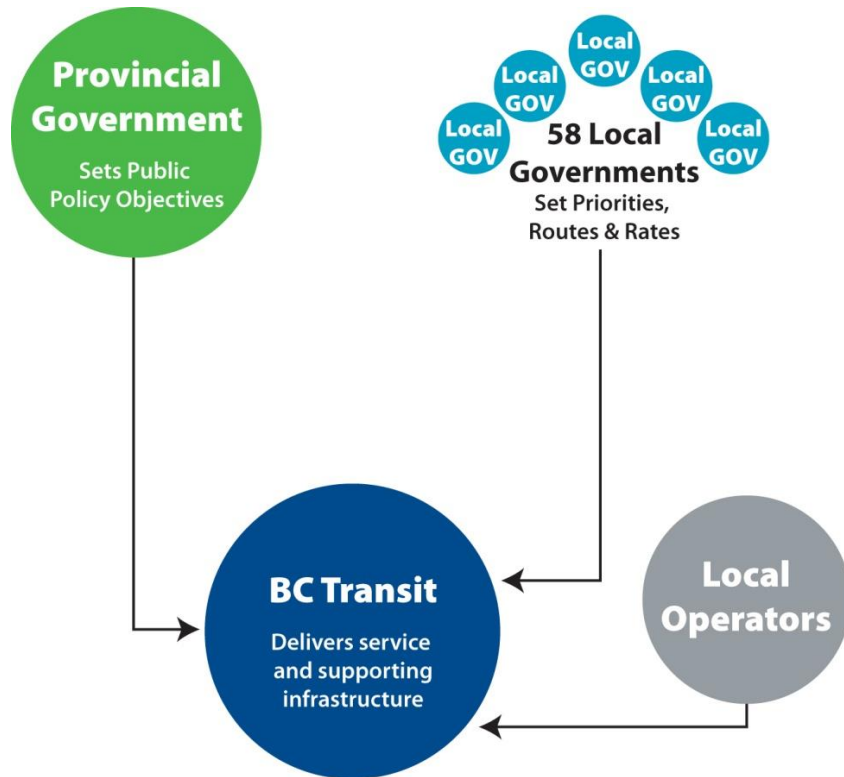 Provincial
Government
Sets Public
Policy Objectives
Local
GOV
Local
GOV
Local
GOV
Local
GOV
Local
GOV
58 Local
Governments
Set Priorities,
Routes & Rates
BC Transit
Delivers service
and supporting
infrastructure
Local
Operators